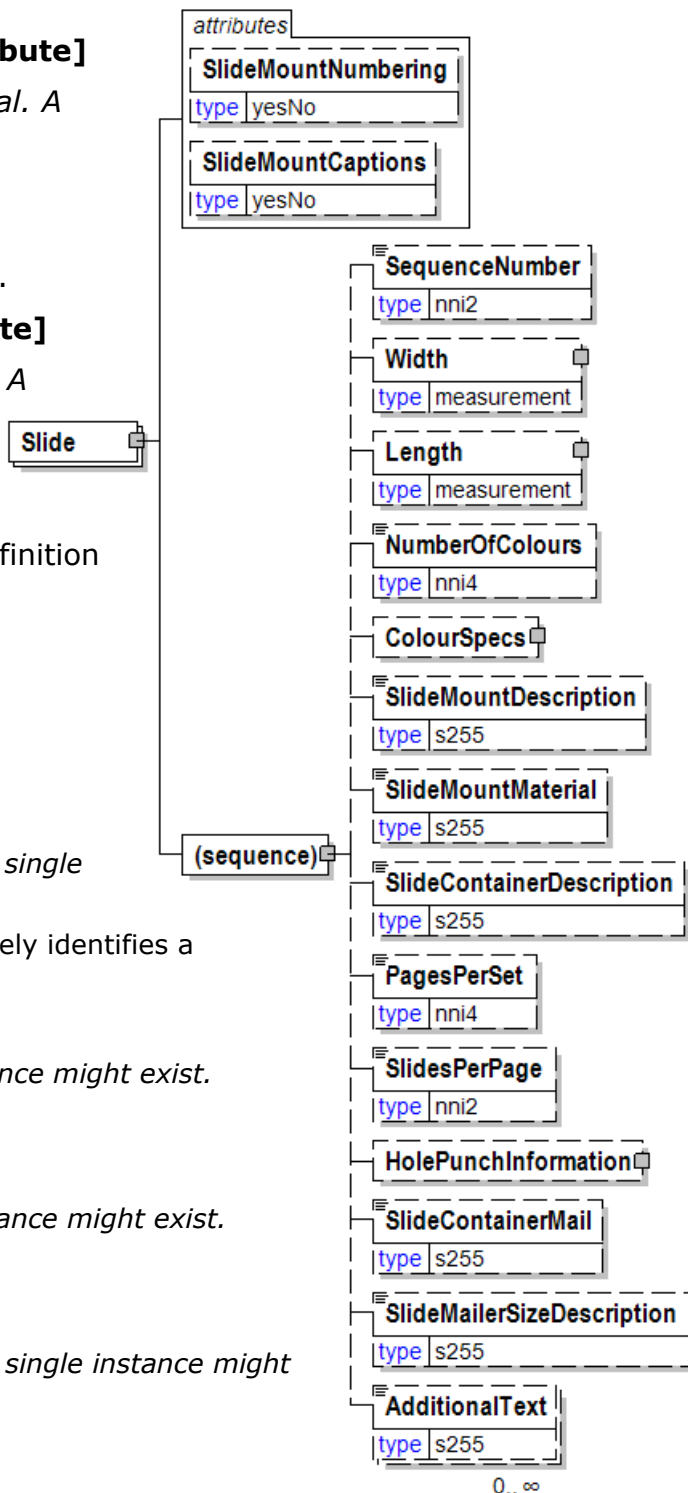 attributes
bute]
SlideMountNumbering
al. A
type yesNo
SlideMountCaptions
type yesNo
.
SequenceNumber
te]
type nni2
Width
A
type measurement
Slide
Length
type measurement
NumberOfColours
finition
type nni4
ColourSpecs
SlideMountDescription
type s255
SlideMountMaterial
type s255
(sequence)
single
SlideContainerDescription
type s255
ely identifies a
PagesPerSet
type nni4
nce might exist.
SlidesPerPage
type nni2
HolePunchInformation
SlideContainerMail
tance might exist.
type s255
SlideMailerSizeDescription
type s255
single instance might
AdditionalText
type s255
0..∞